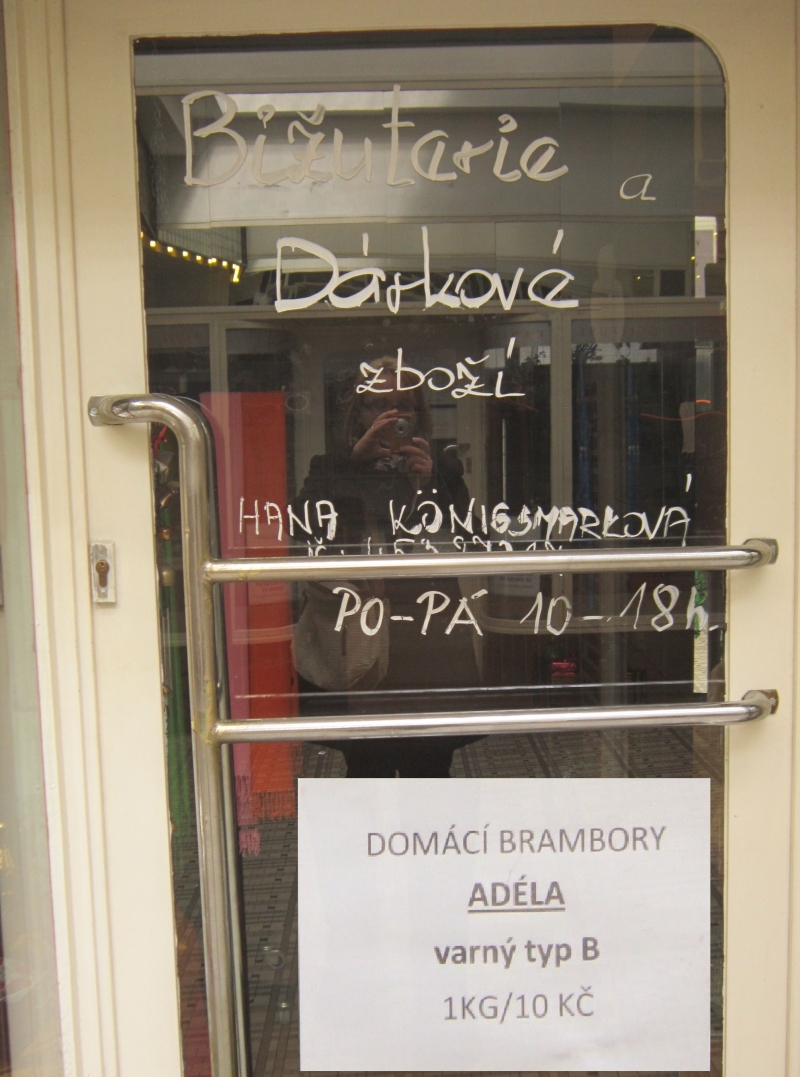 Bižuterie a
Dárkové
zboží
HANA KÖNIGSMARKOVÁ
PO-PÁ 10-18h.
DOMÁCÍ BRAMBORY
ADÉLA
varný typ B
1KG/10 KČ